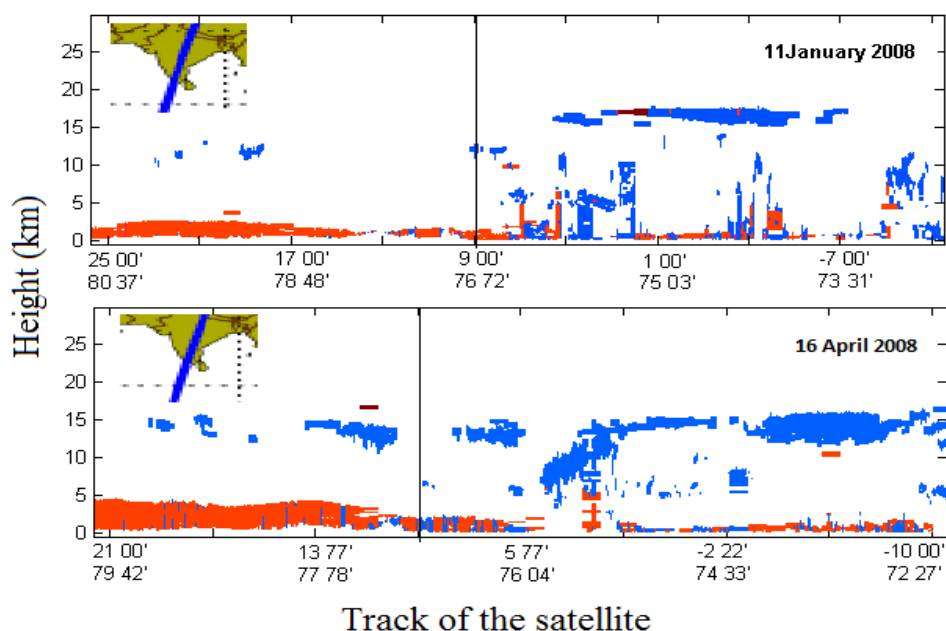 Height (km)
11January 2008
25
20
15
10
5
0
25 00' 17 00' 9 00' 1 00' -7 00'
80 37' 78 48' 76 72' 75 03' 73 31'
16 April 2008
25
20
15
10
5
0
21 00' 13 77' 5 77' -2 22' -10 00'
79 42' 77 78' 76 04' 74 33' 72 27'
Track of the satellite